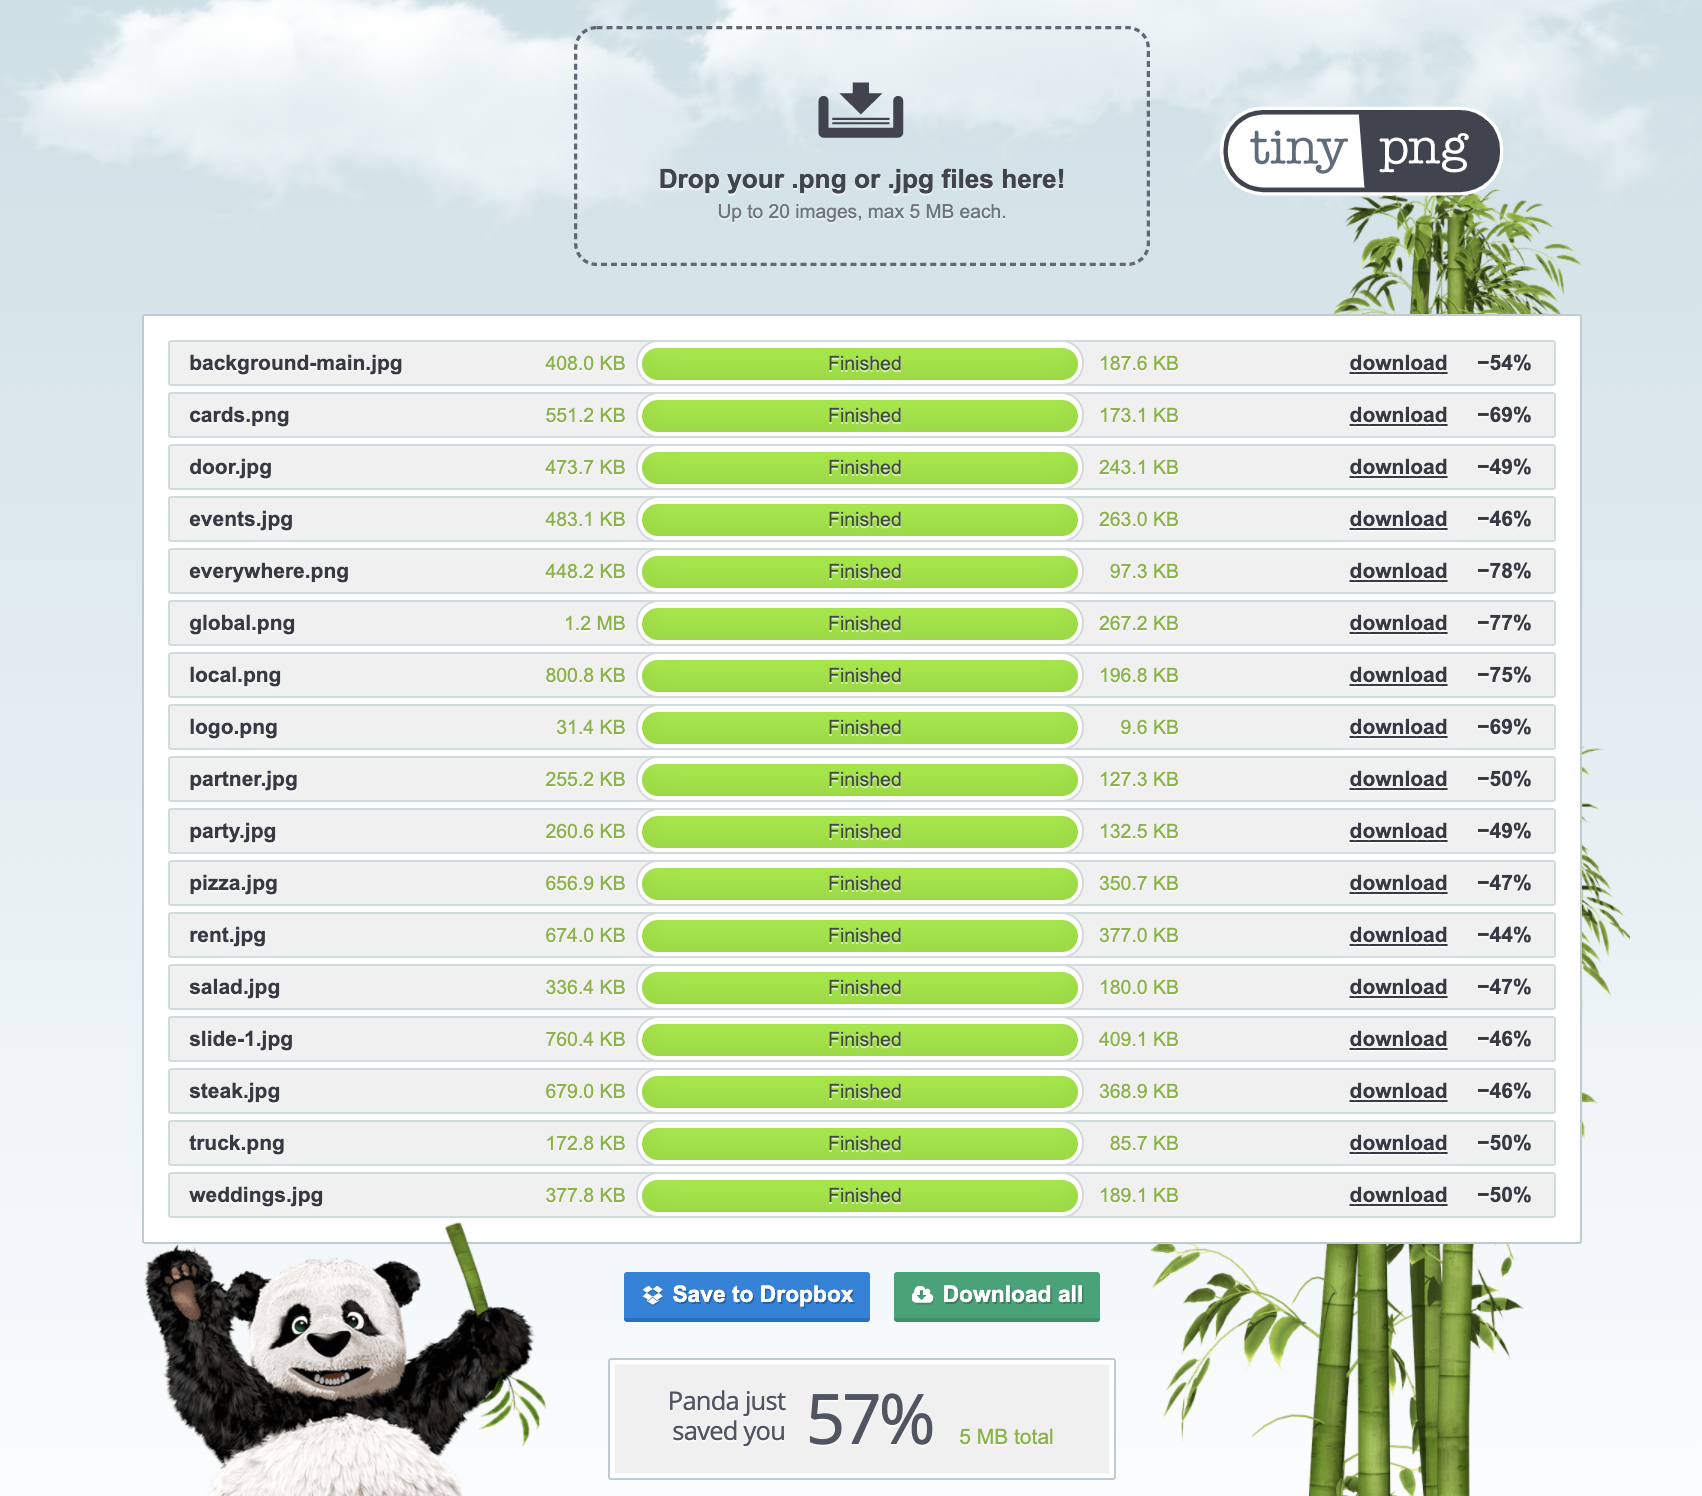 Drop your .png or .jpg files here!
Up to 20 images, max 5 MB each.
tiny png
background-main.jpg 408.0 KB Finished 187.6 KB download −54%
cards.png 551.2 KB Finished 173.1 KB download −69%
door.jpg 473.7 KB Finished 243.1 KB download −49%
events.jpg 483.1 KB Finished 263.0 KB download −46%
everywhere.png 448.2 KB Finished 97.3 KB download −78%
global.png 1.2 MB Finished 267.2 KB download −77%
local.png 800.8 KB Finished 196.8 KB download −75%
logo.png 31.4 KB Finished 9.6 KB download −69%
partner.jpg 255.2 KB Finished 127.3 KB download −50%
party.jpg 260.6 KB Finished 132.5 KB download −49%
pizza.jpg 656.9 KB Finished 350.7 KB download −47%
rent.jpg 674.0 KB Finished 377.0 KB download −44%
salad.jpg 336.4 KB Finished 180.0 KB download −47%
slide-1.jpg 760.4 KB Finished 409.1 KB download −46%
steak.jpg 679.0 KB Finished 368.9 KB download −46%
truck.png 172.8 KB Finished 85.7 KB download −50%
weddings.jpg 377.8 KB Finished 189.1 KB download −50%
Save to Dropbox
Download all
Panda just
saved you
57%
5 MB total